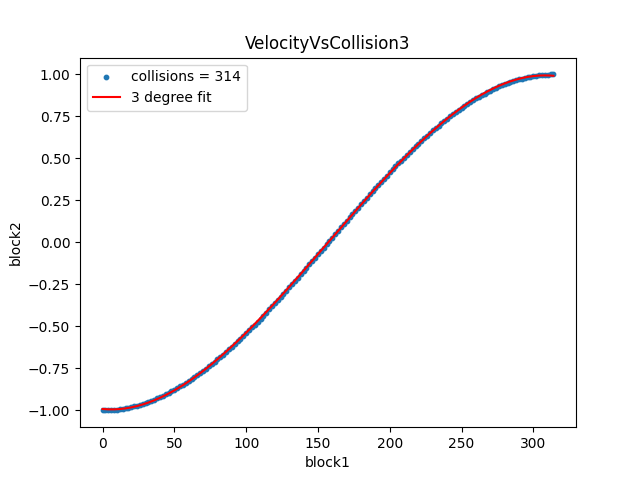 VelocityVsCollision3
collisions = 314
3 degree fit
1.00
0.75
0.50
0.25
0.00
−0.25
−0.50
−0.75
−1.00
block2
0 50 100 150 200 250 300
block1